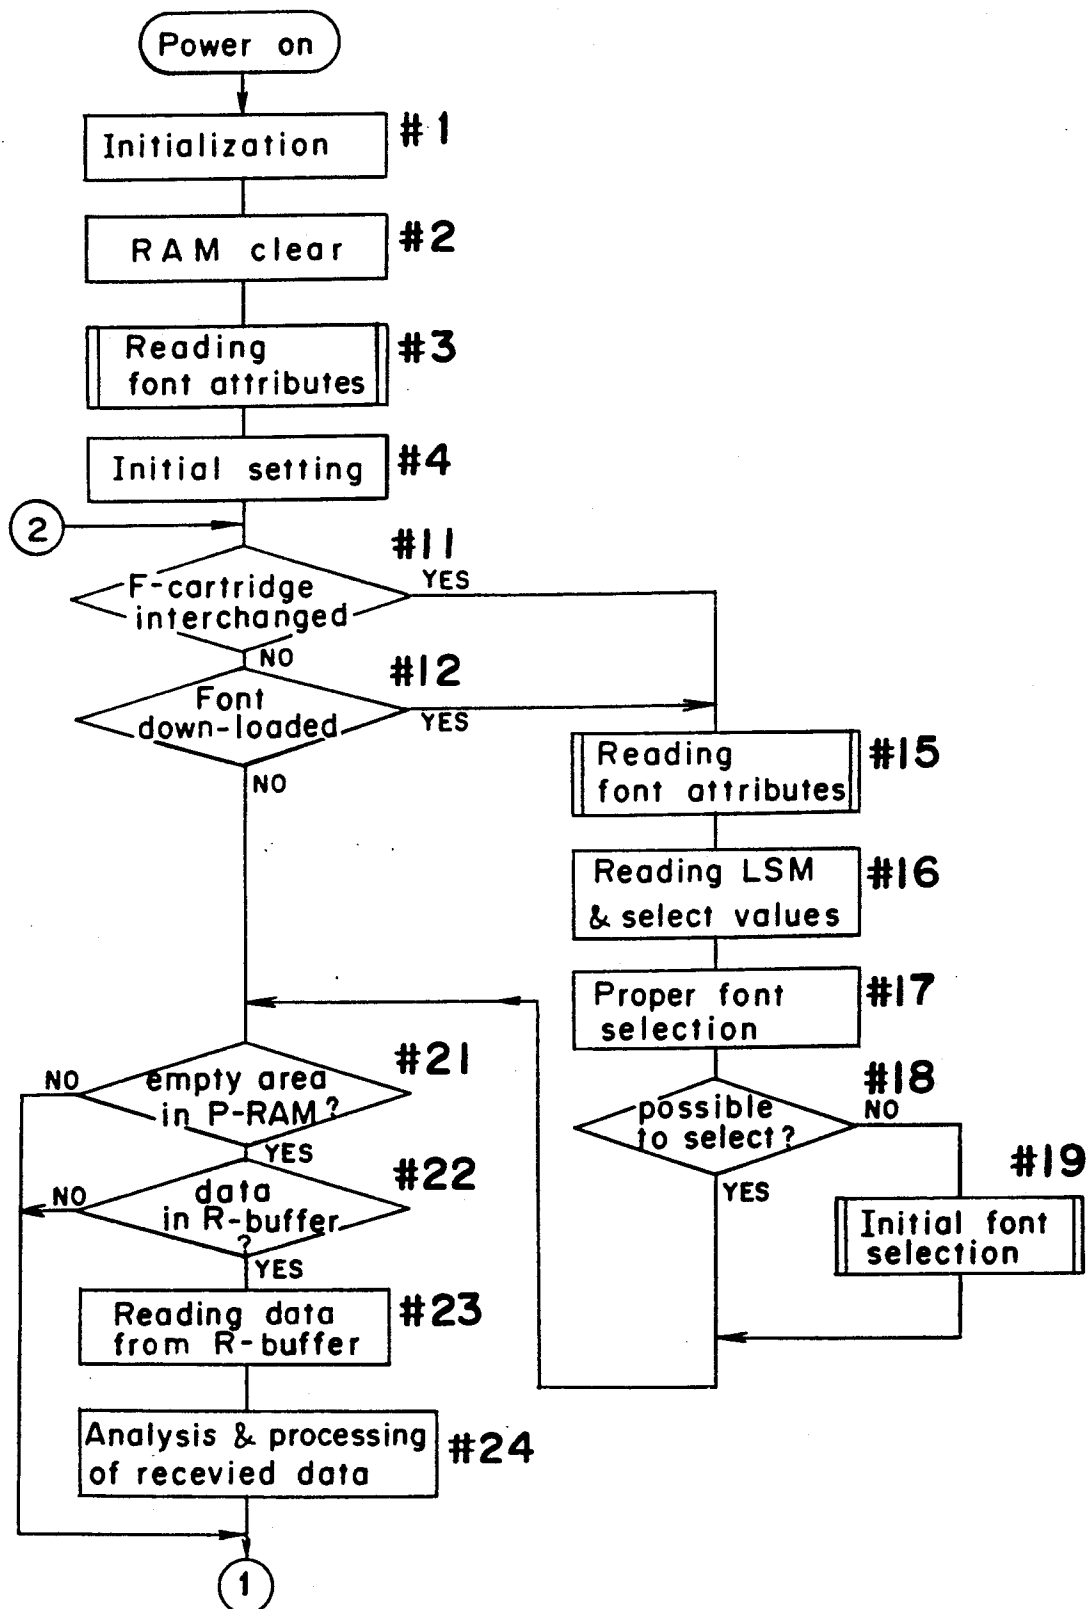 Power on
Initialization
#1
RAM clear
#2
Reading
font attributes
#3
Initial setting
#4
2
#11
F-cartridge
interchanged
YES
NO
#12
Font
down-loaded
YES
NO
Reading
font attributes
#15
Reading LSM
& select values
#16
Proper font
selection
#17
#18
possible
to select?
NO
YES
#19
Initial font
selection
#21
empty area
in P-RAM?
NO
YES
#22
data
in R-buffer
?
NO
YES
Reading data
from R-buffer
#23
Analysis & processing
of recevied data
#24
1